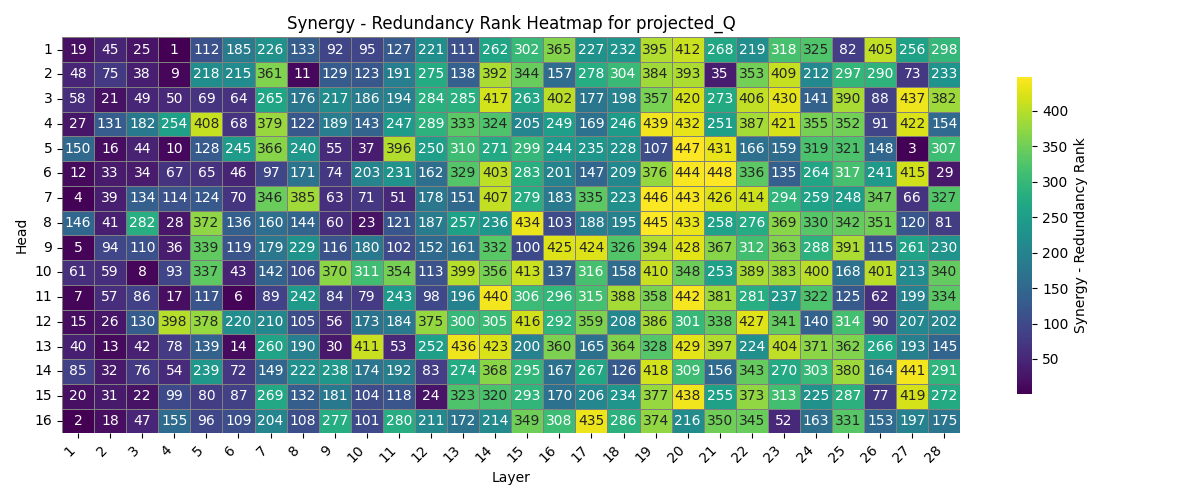 Synergy - Redundancy Rank Heatmap for projected_Q
1 19 45 25 1 112 185 226 133 92 95 127 221 111 262 302 365 227 232 395 412 268 219 318 325 82 405 256 298
2 48 75 38 9 218 215 361 11 129 123 191 275 138 392 344 157 278 304 384 393 35 353 409 212 297 290 73 233
3 58 21 49 50 69 64 265 176 217 186 194 284 285 417 263 402 177 198 357 420 273 406 430 141 390 88 437 382
4 27 131 182 254 408 68 379 122 189 143 247 289 333 324 205 249 169 246 439 432 251 387 421 355 352 91 422 154
5 150 16 44 10 128 245 366 240 55 37 396 250 310 271 299 244 235 228 107 447 431 166 159 319 321 148 3 307
6 12 33 34 67 65 46 97 171 74 203 231 162 329 403 283 201 147 209 376 444 448 336 135 264 317 241 415 29
7 4 39 134 114 124 70 346 385 63 71 51 178 151 407 279 183 335 223 446 443 426 414 294 259 248 347 66 327
8 146 41 282 28 372 136 160 144 60 23 121 187 257 236 434 103 188 195 445 433 258 276 369 330 342 351 120 81
9 5 94 110 36 339 119 179 229 116 180 102 152 161 332 100 425 424 326 394 428 367 312 363 288 391 115 261 230
10 61 59 8 93 337 43 142 106 370 311 354 113 399 356 413 137 316 158 410 348 253 389 383 400 168 401 213 340
11 7 57 86 17 117 6 89 242 84 79 243 98 196 440 306 296 315 388 358 442 381 281 237 322 125 62 199 334
12 15 26 130 398 378 220 210 105 56 173 184 375 300 305 416 292 359 208 386 301 338 427 341 140 314 90 207 202
13 40 13 42 78 139 14 260 190 30 411 53 252 436 423 200 360 165 364 328 429 397 224 404 371 362 266 193 145
14 85 32 76 54 239 72 149 222 238 174 192 83 274 368 295 167 267 126 418 309 156 343 270 303 380 164 441 291
15 20 31 22 99 80 87 269 132 181 104 118 24 323 320 293 170 206 234 377 438 255 373 313 225 287 77 419 272
16 2 18 47 155 96 109 204 108 277 101 280 211 172 214 349 308 435 286 374 216 350 345 52 163 331 153 197 175
1 2 3 4 5 6 7 8 9 10 11 12 13 14 15 16 17 18 19 20 21 22 23 24 25 26 27 28
Layer
Head
400
350
300
250
200
150
100
50
Synergy - Redundancy Rank